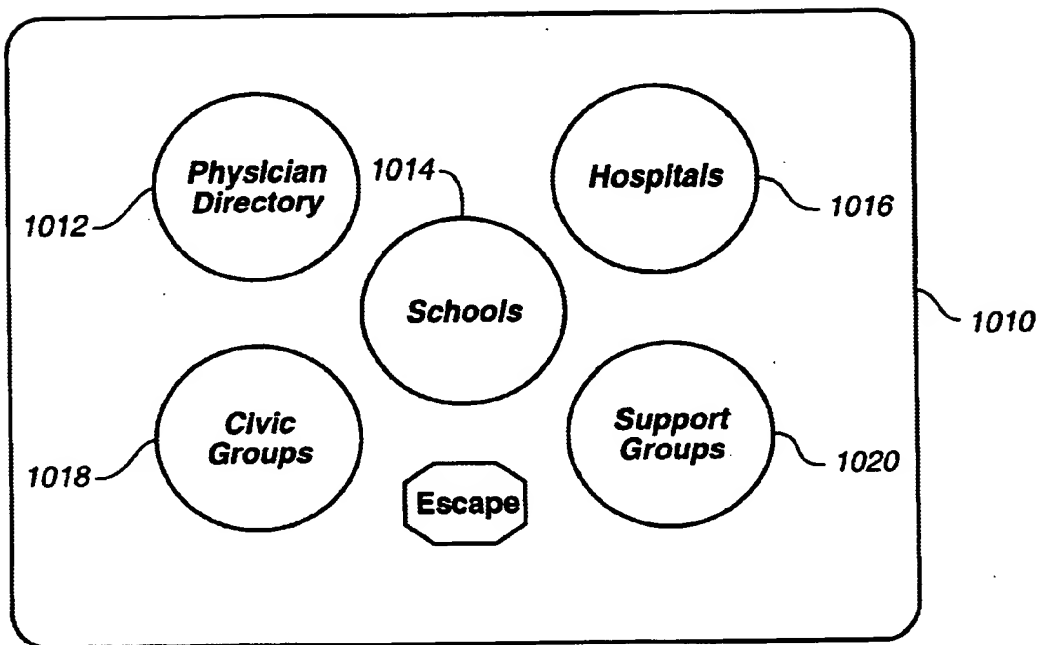 Physician
Directory
1012
1014
Hospitals
1016
Schools
1010
Civic
Groups
1018
Support
Groups
1020
Escape